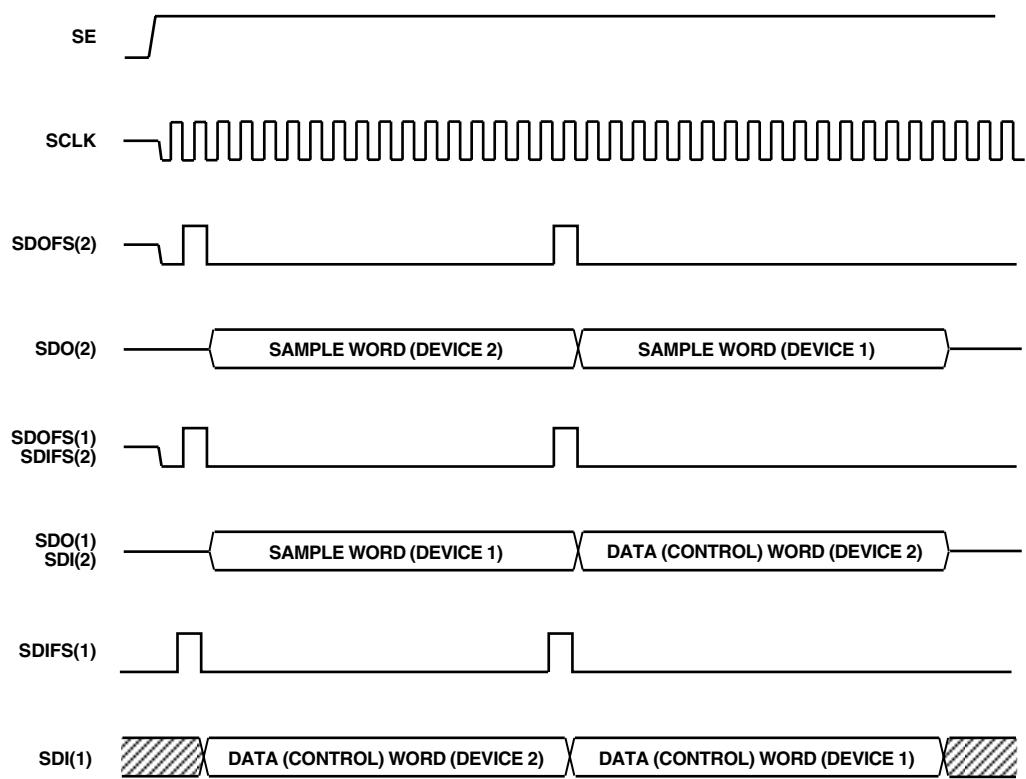 SE
SCLK
SDOFS(2)
SDO(2)
SAMPLE WORD (DEVICE 2)
SAMPLE WORD (DEVICE 1)
SDOFS(1)
SDIFS(2)
SDO(1)
SDI(2)
SAMPLE WORD (DEVICE 1)
DATA (CONTROL) WORD (DEVICE 2)
SDIFS(1)
SDI(1)
DATA (CONTROL) WORD (DEVICE 2)
DATA (CONTROL) WORD (DEVICE 1)